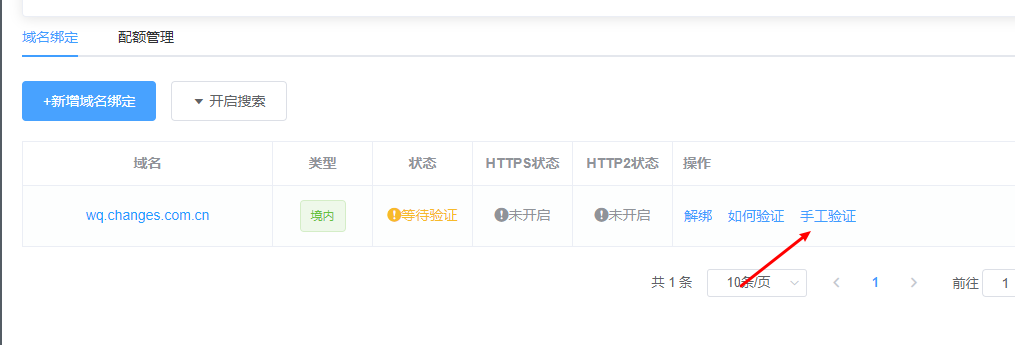 域名绑定 配额管理
+新增域名绑定 开启搜索
域名 类型 状态 HTTPS状态 HTTP2状态 操作
wq.changes.com.cn 境内 等待验证 未开启 未开启 解绑 如何验证 手工验证
共 1 条 10条/页 1 前往 1